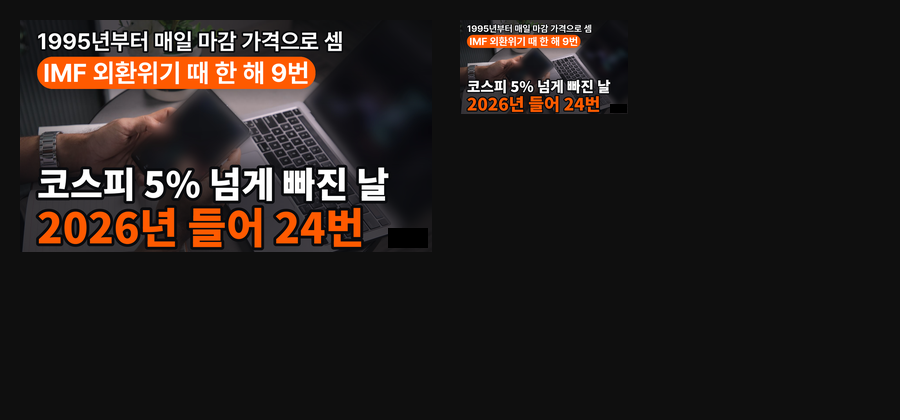 1995년부터 매일 마감 가격으로 셈
IMF 외환위기 때 한 해 9번
코스피 5% 넘게 빠진 날
2026년 들어 24번
1995년부터 매일 마감 가격으로 셈
IMF 외환위기 때 한 해 9번
코스피 5% 넘게 빠진 날
2026년 들어 24번